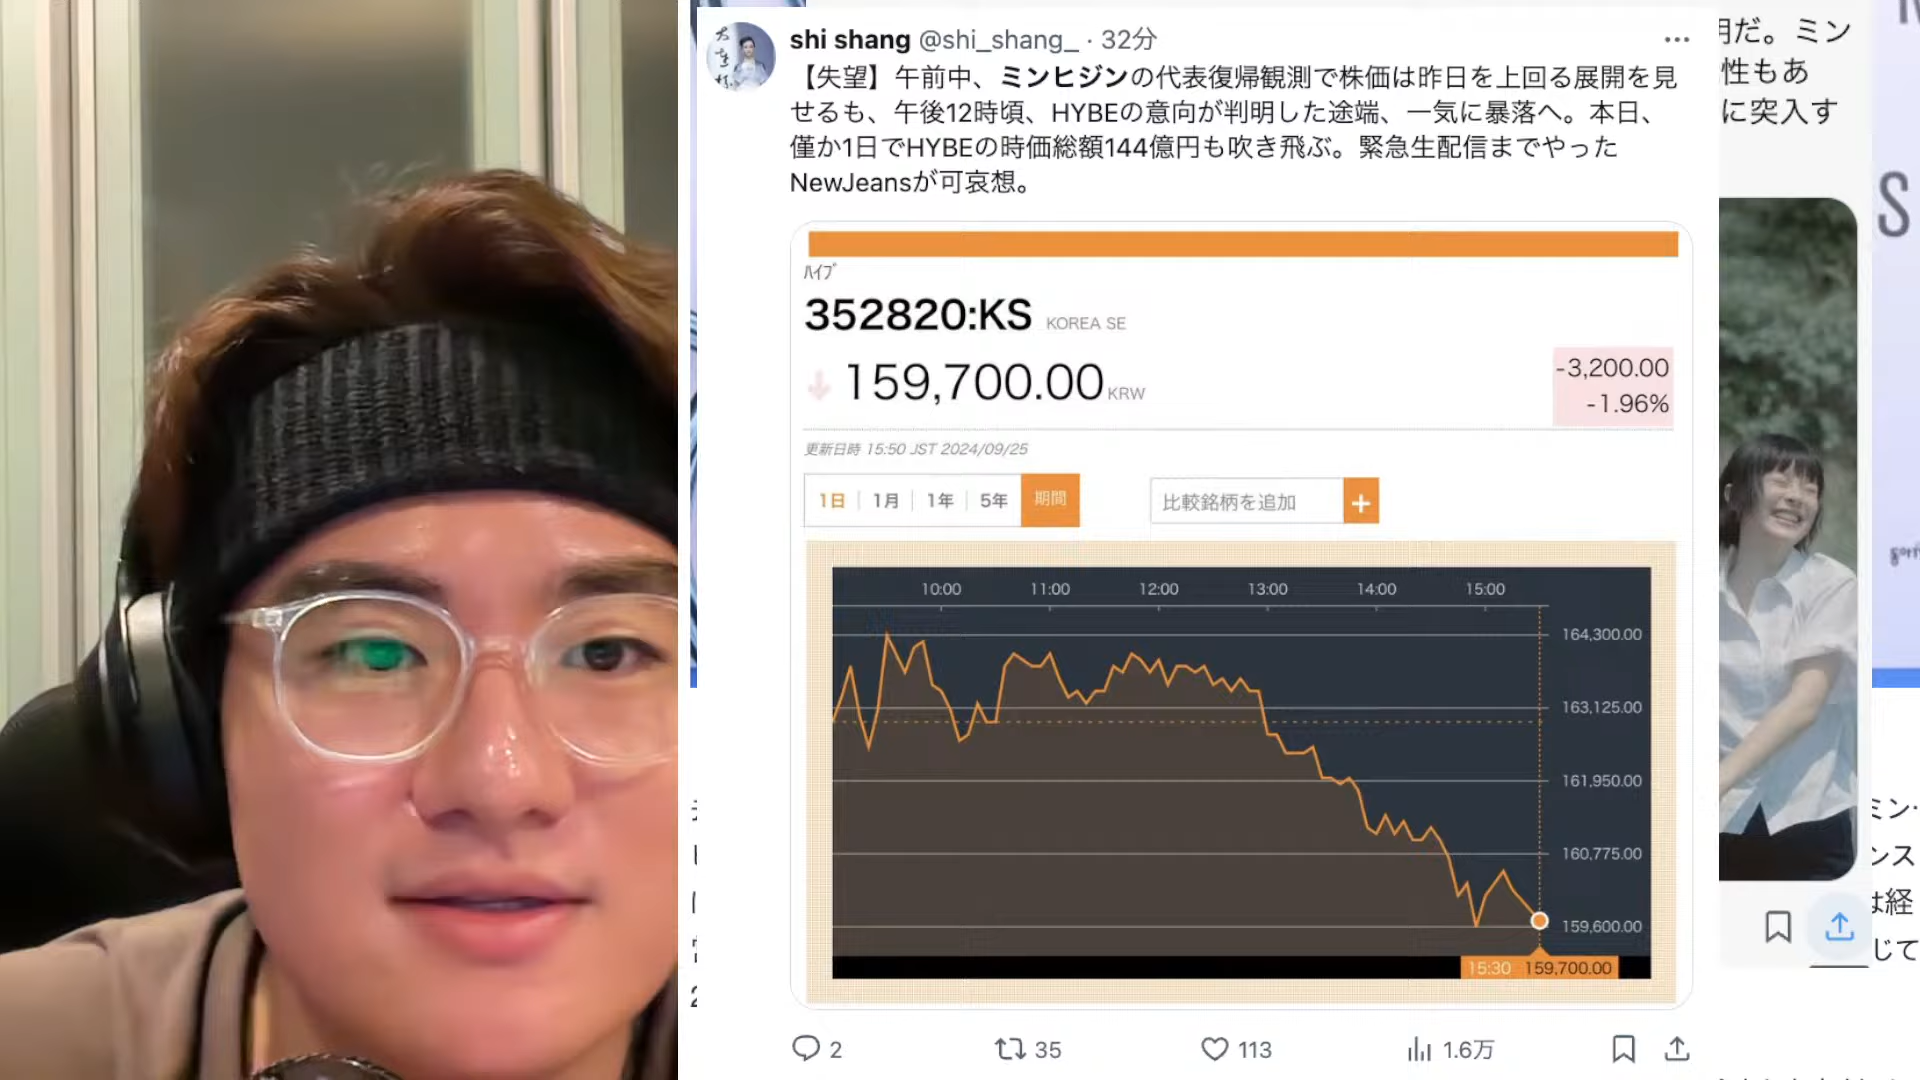 shi shang @shi_shang_ · 32分
【失望】午前中、ミンヒジンの代表復帰観測で株価は昨日を上回る展開を見
せるも、午後12時頃、HYBEの意向が判明した途端、一気に暴落へ。本日、
僅か1日でHYBEの時価総額144億円も吹き飛ぶ。緊急生配信までやった
NewJeansが可哀想。
ﾊｲﾌﾞ
352820:KS KOREA SE
159,700.00 KRW
-3,200.00
-1.96%
更新日時 15:50 JST 2024/09/25
1日 1月 1年 5年 期間
比較銘柄を追加 +
10:00 11:00 12:00 13:00 14:00 15:00
164,300.00
163,125.00
161,950.00
160,775.00
159,600.00
15:30 159,700.00
2 35 113 1.6万
だ。ミン
性もあ
に突入す
S
ミン
ンス
は経
じて